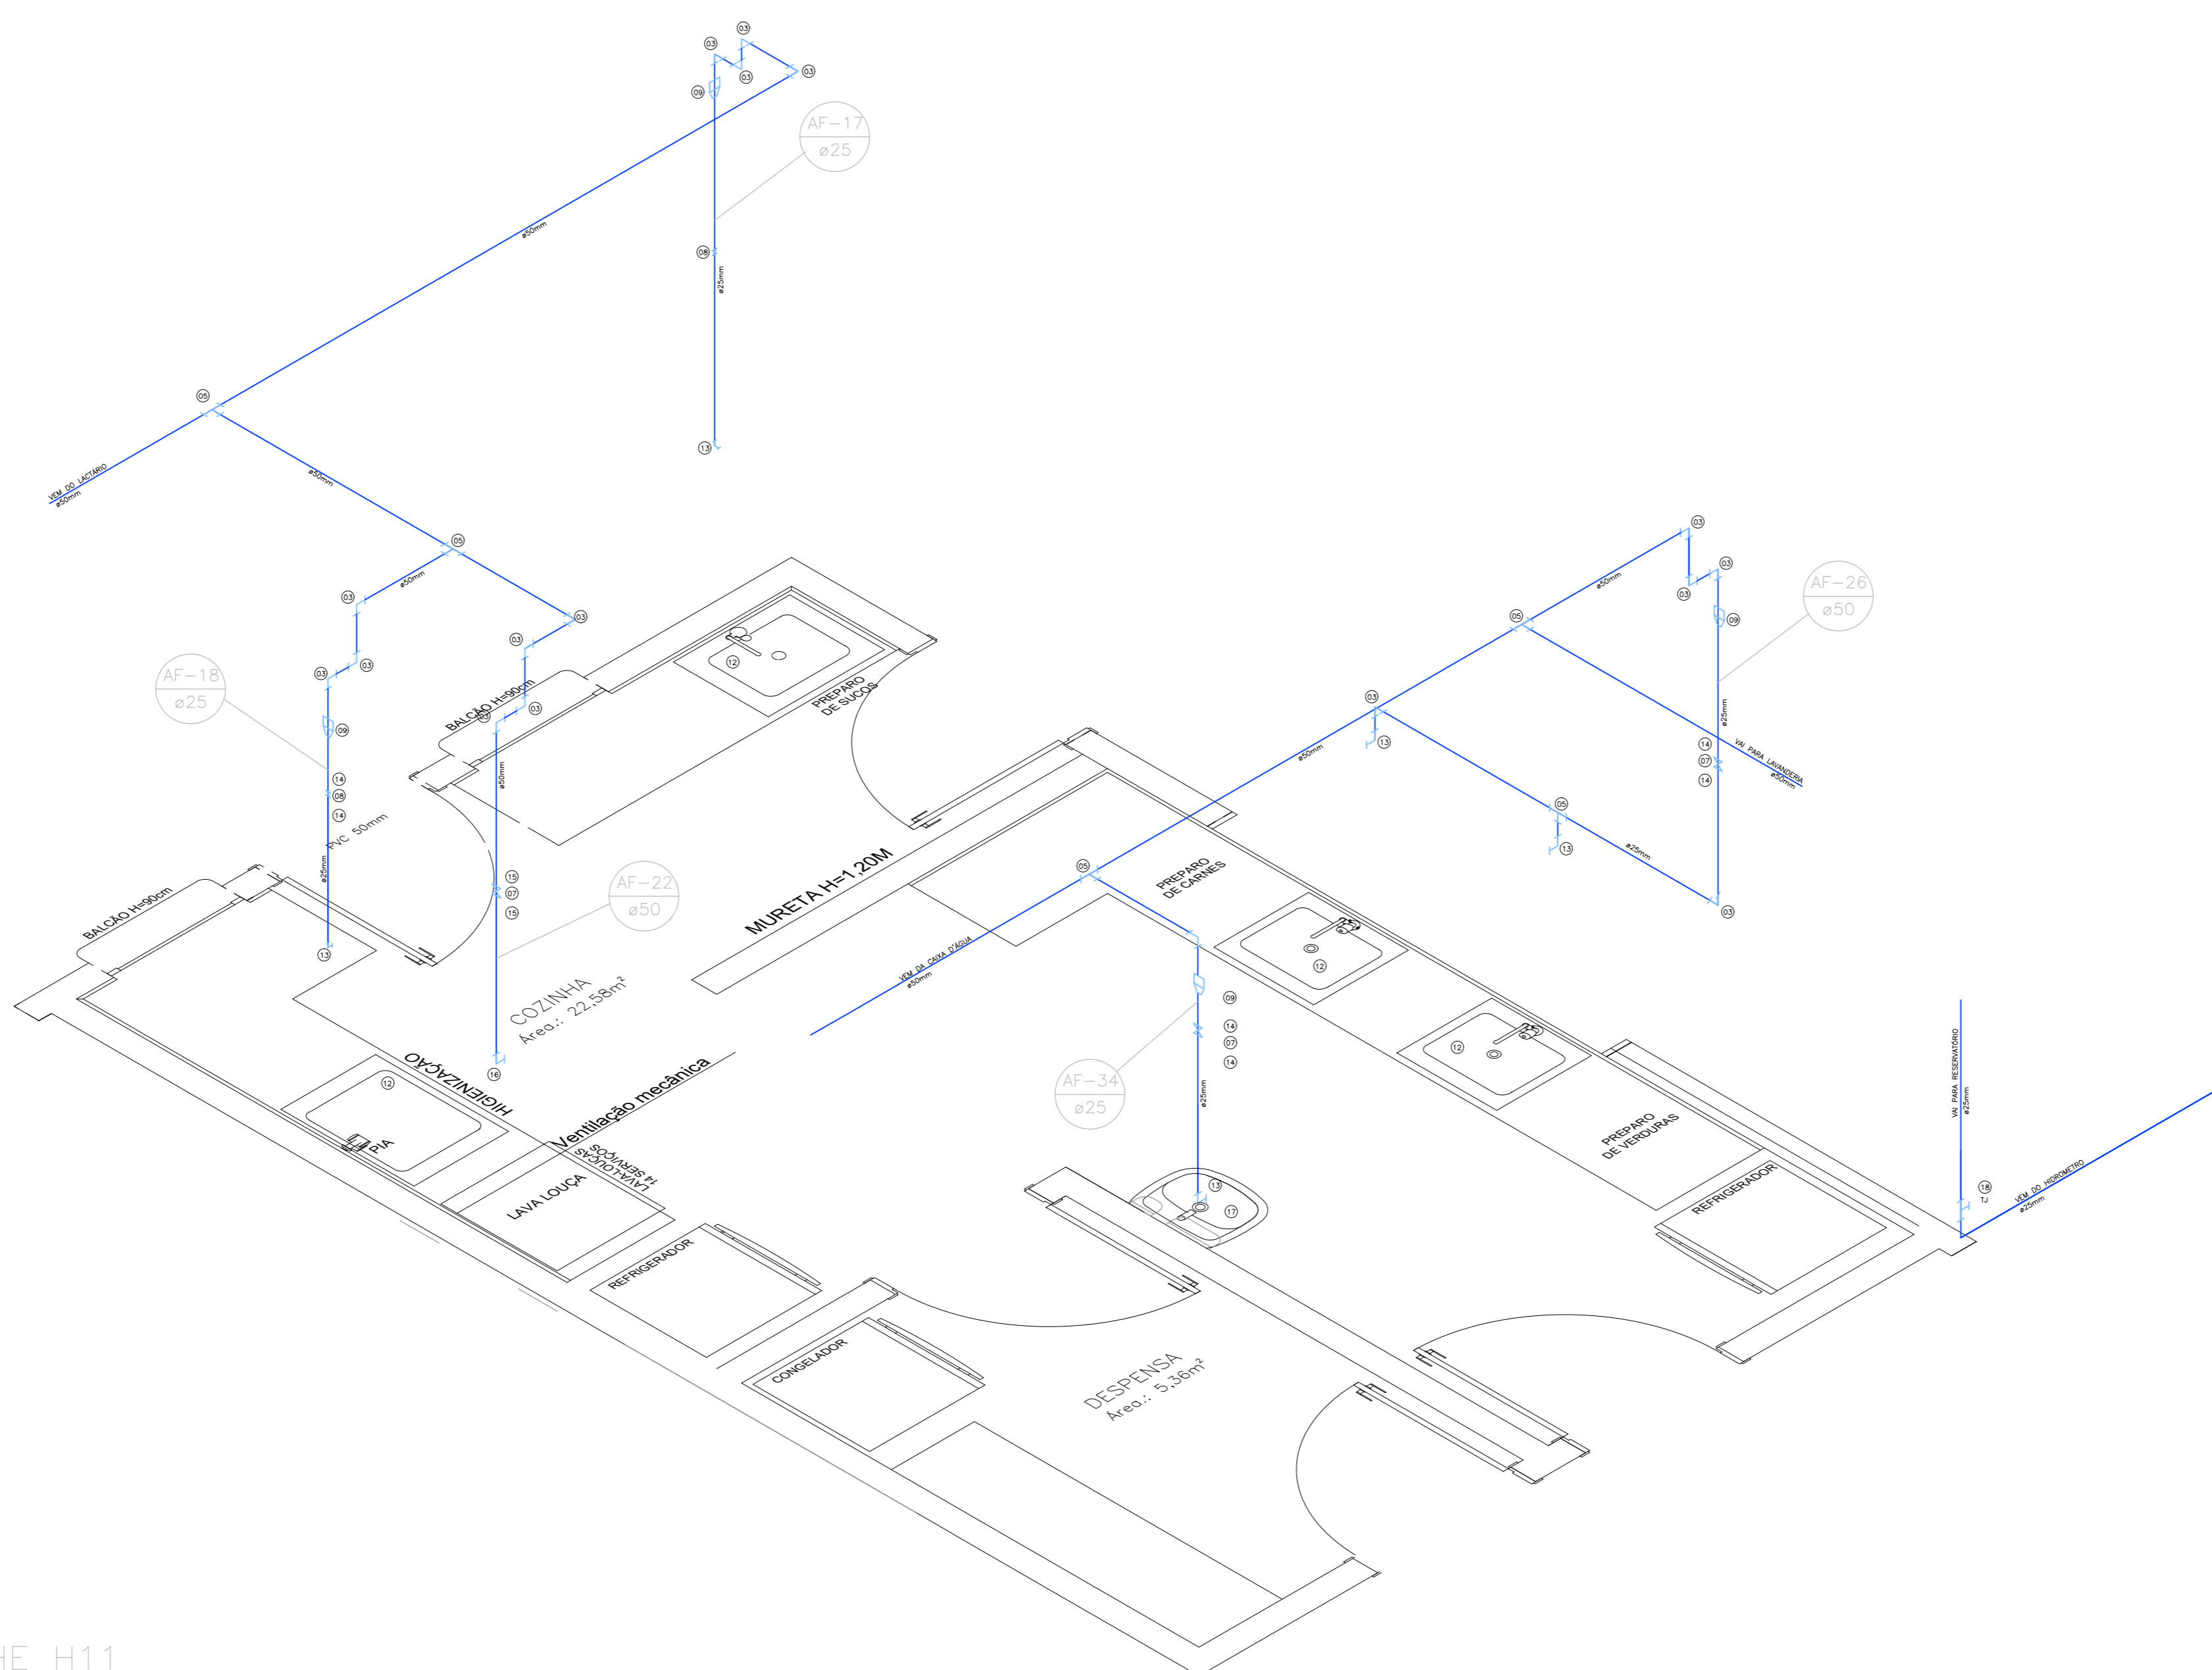 03
03
03
03
09
AF-17
ø25
ø50mm
08
ø25mm
05
13
VEM DO LACTÁRIO
ø50mm
ø50mm
05
ø50mm
03
03
03
03
03
03
03
AF-18
ø25
09
14
08
14
PVC 50mm
ø25mm
13
BALCÃO H=90cm
BALCÃO H=90cm
12
PREPARO
DE SUCOS
ø50mm
15
07
15
AF-22
ø50
16
MURETA H=1,20M
COZINHA
Área.: 22,58m²
HIGIENIZAÇÃO
12
PIA
Ventilação mecânica
LAVA-LOUÇAS
14 SERVIÇOS
LAVA LOUÇA
REFRIGERADOR
CONGELADOR
DESPENSA
Área.: 5,36m²
VEM DA CAIXA D'ÁGUA
ø50mm
05
ø50mm
03
13
05
ø50mm
03
03
03
09
AF-26
ø50
ø25mm
14
07
14
VAI PARA LAVANDERIA
ø50mm
05
13
ø25mm
03
PREPARO
DE CARNES
12
12
09
14
07
14
AF-34
ø25
ø25mm
13
17
PREPARO
DE VERDURAS
REFRIGERADOR
VAI PARA RESERVATÓRIO
ø25mm
18
TJ
VEM DO HIDRÔMETRO
ø25mm
HE H11